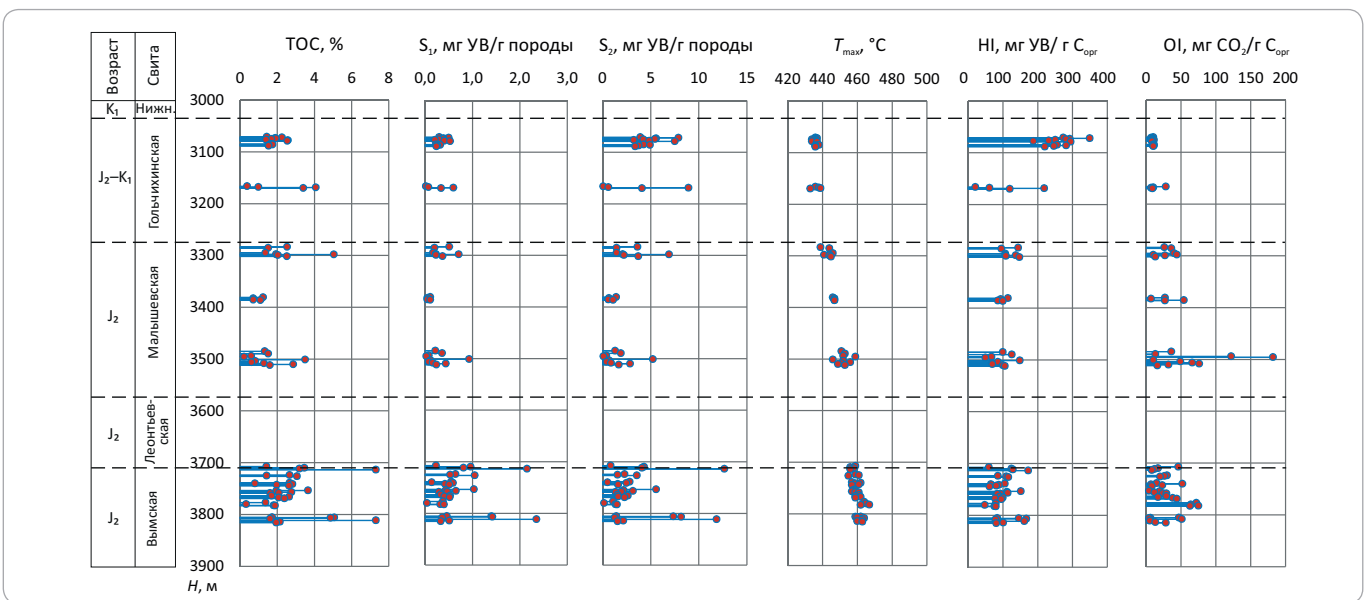 Возраст
Свита
TOC, %
S₁, мг УВ/г породы
S₂, мг УВ/г породы
Tmax, °C
HI, мг УВ/ г Cорг
OI, мг CO₂/г Cорг
0 2 4 6 8
0,0 1,0 2,0 3,0
0 5 10 15
420 440 460 480 500
0 100 200 300 400
0 50 100 150 200
3000
K₁ Нижн.
3100
J₂–K₁
Гольчихинская
3200
3300
J₂
Малышевская
3400
3500
3600
J₂
Леонтьев-
ская
3700
J₂
Вымская
3800
3900
H, м